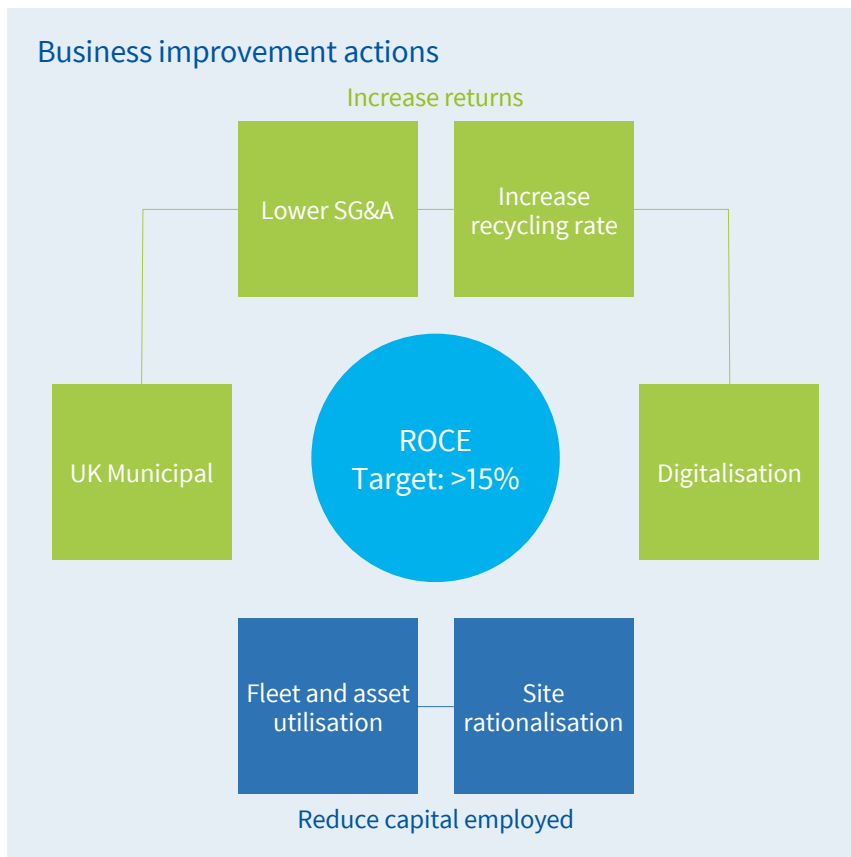 Business improvement actions
Increase returns
Lower SG&A
Increase
recycling rate
UK Municipal
ROCE
Target: >15%
Digitalisation
Fleet and asset
utilisation
Site
rationalisation
Reduce capital employed